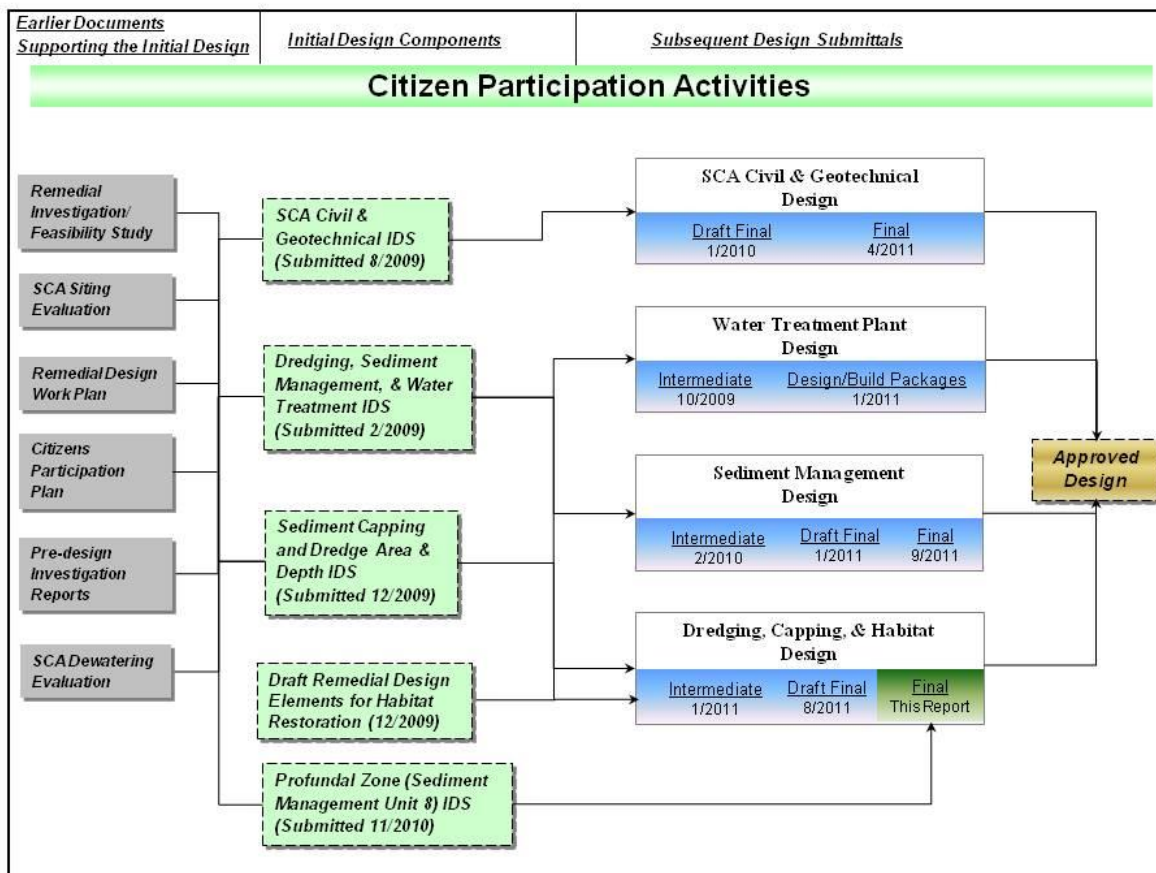 Earlier Documents
Supporting the Initial Design
Initial Design Components
Subsequent Design Submittals
Citizen Participation Activities
Remedial
Investigation/
Feasibility Study
SCA Siting
Evaluation
Remedial Design
Work Plan
Citizens
Participation
Plan
Pre-design
Investigation
Reports
SCA Dewatering
Evaluation
SCA Civil &
Geotechnical IDS
(Submitted 8/2009)
Dredging, Sediment
Management, & Water
Treatment IDS
(Submitted 2/2009)
Sediment Capping
and Dredge Area &
Depth IDS
(Submitted 12/2009)
Draft Remedial Design
Elements for Habitat
Restoration (12/2009)
Profundal Zone (Sediment
Management Unit 8) IDS
(Submitted 11/2010)
SCA Civil & Geotechnical
Design
Draft Final Final
1/2010 4/2011
Water Treatment Plant
Design
Intermediate Design/Build Packages
10/2009 1/2011
Sediment Management
Design
Intermediate Draft Final Final
2/2010 1/2011 9/2011
Dredging, Capping, & Habitat
Design
Intermediate Draft Final Final
1/2011 8/2011 This Report
Approved
Design